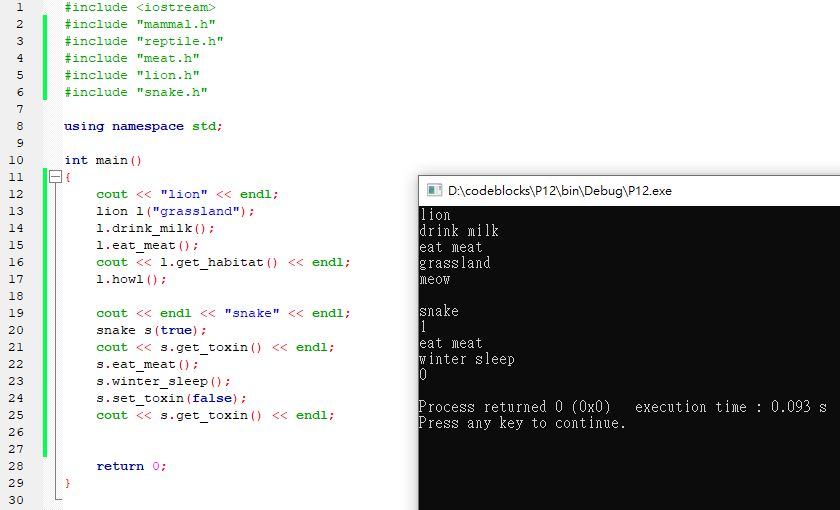 1 #include <iostream>
2 #include "mammal.h"
3 #include "reptile.h"
4 #include "meat.h"
5 #include "lion.h"
6 #include "snake.h"
7
8 using namespace std;
9
10 int main()
11 {
12 cout << "lion" << endl;
13 lion l("grassland");
14 l.drink_milk();
15 l.eat_meat();
16 cout << l.get_habitat() << endl;
17 l.howl();
18
19 cout << endl << "snake" << endl;
20 snake s(true);
21 cout << s.get_toxin() << endl;
22 s.eat_meat();
23 s.winter_sleep();
24 s.set_toxin(false);
25 cout << s.get_toxin() << endl;
26
27
28 return 0;
29 }
30
D:\codeblocks\P12\bin\Debug\P12.exe
lion
drink milk
eat meat
grassland
meow

snake
1
eat meat
winter sleep
0

Process returned 0 (0x0) execution time : 0.093 s
Press any key to continue.